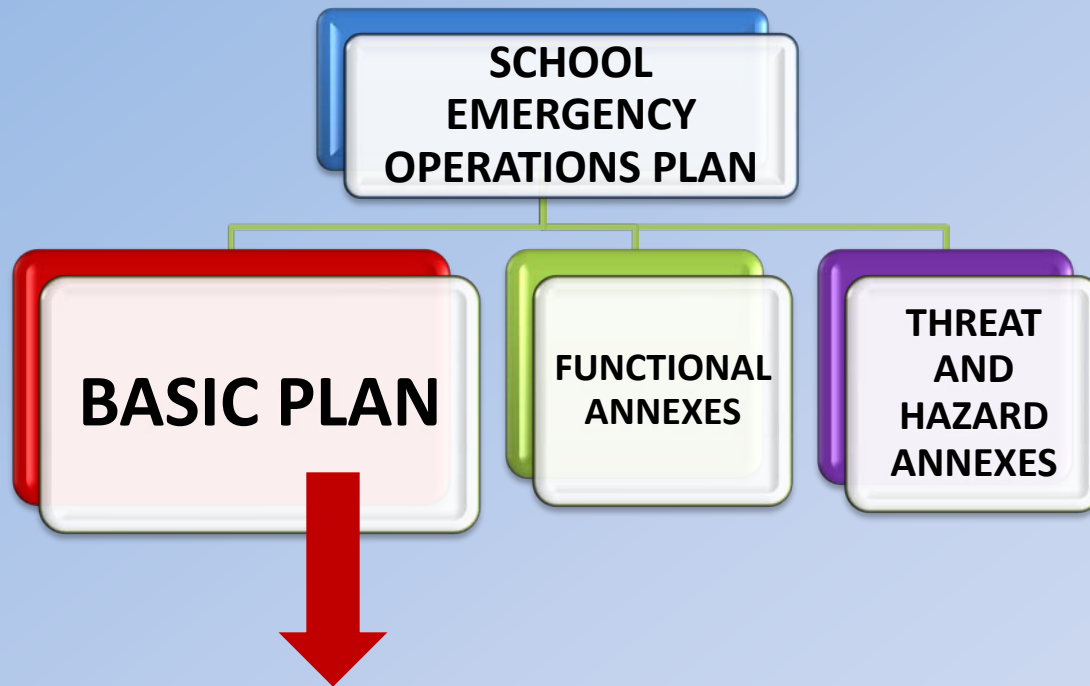 SCHOOL
EMERGENCY
OPERATIONS PLAN
BASIC PLAN
FUNCTIONAL
ANNEXES
THREAT
AND
HAZARD
ANNEXES